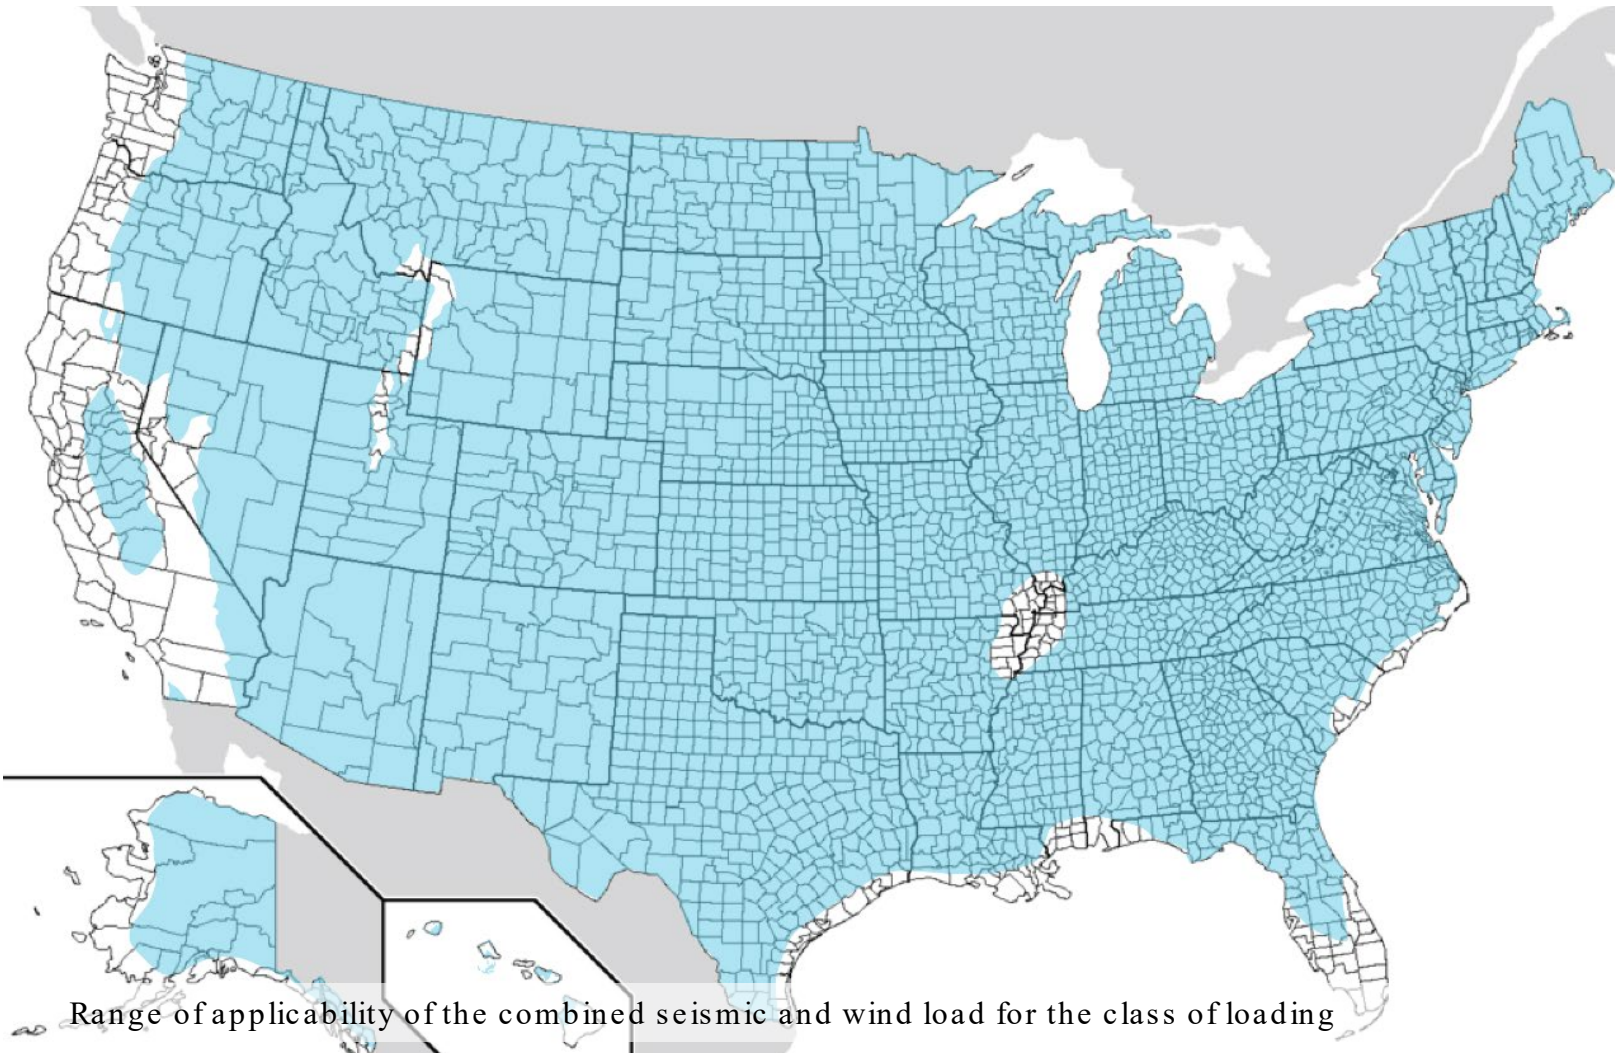 Range of applicability of the combined seismic and wind load for the class of loading